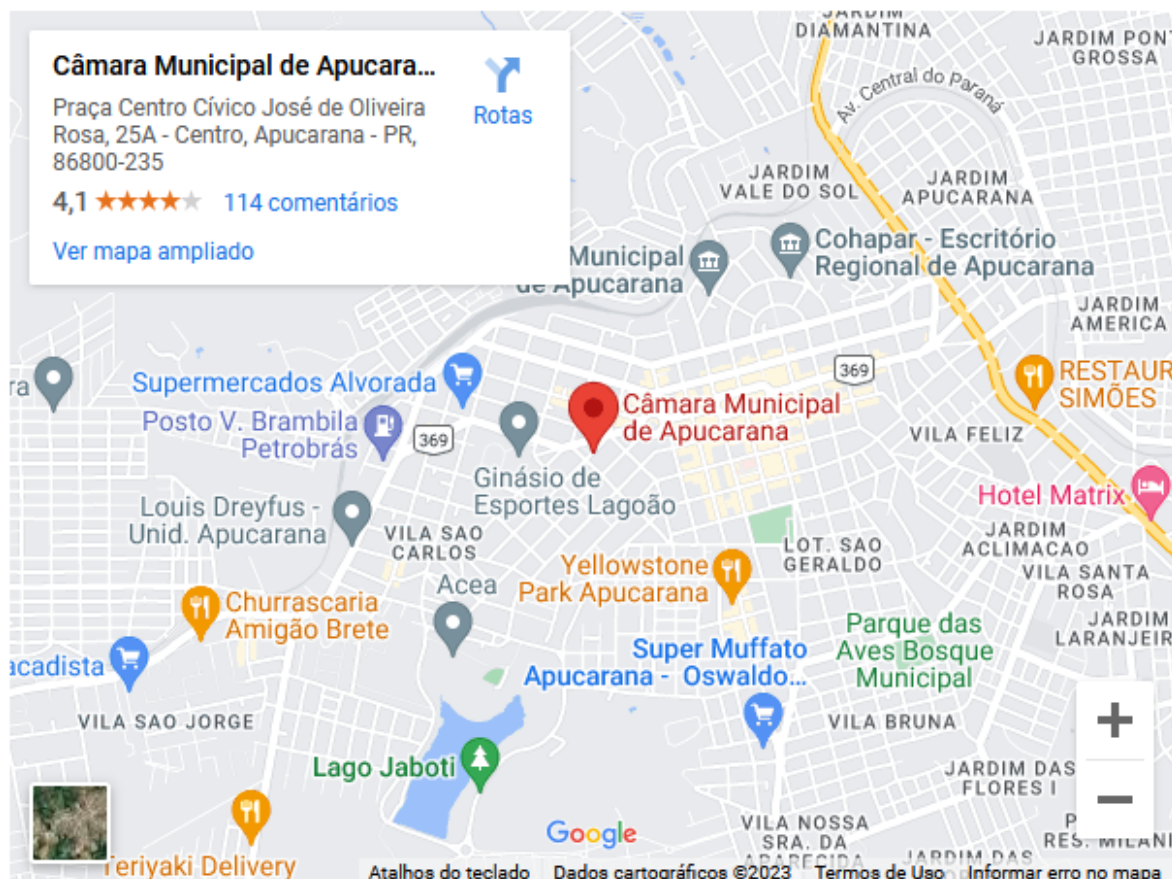 Câmara Municipal de Apucara...
Praça Centro Cívico José de Oliveira
Rosa, 25A - Centro, Apucarana - PR,
86800-235
4,1
114 comentários
Ver mapa ampliado
Rotas
JARDIM
DIAMANTINA
JARDIM PONT
GROSSA
Av. Central do Paraná
JARDIM
VALE DO SOL
JARDIM
APUCARANA
Municipal
de Apucarana
Cohapar - Escritório
Regional de Apucarana
JARDIM
AMERICA
ra
Supermercados Alvorada
369
RESTAUR
SIMÕES
Posto V. Brambila
Petrobrás
369
Câmara Municipal
de Apucarana
VILA FELIZ
Ginásio de
Esportes Lagoão
Hotel Matrix
Louis Dreyfus -
Unid. Apucarana
VILA SAO
CARLOS
LOT. SAO
GERALDO
JARDIM
ACLIMACAO
Yellowstone
Park Apucarana
VILA SANTA
ROSA
Acea
Churrascaria
Amigão Brete
JARDIM
LARANJEIR
Parque das
Aves Bosque
Municipal
acadista
Super Muffato
Apucarana - Oswaldo...
VILA SAO JORGE
VILA BRUNA
+
Lago Jaboti
JARDIM DAS
FLORES I
−
Teriyaki Delivery
Google
VILA NOSSA
SRA. DA
APARECIDA
P
RES. MILANI
JARDIM DAS
Atalhos do teclado
Dados cartográficos ©2023
Termos de Uso
Informar erro no mapa